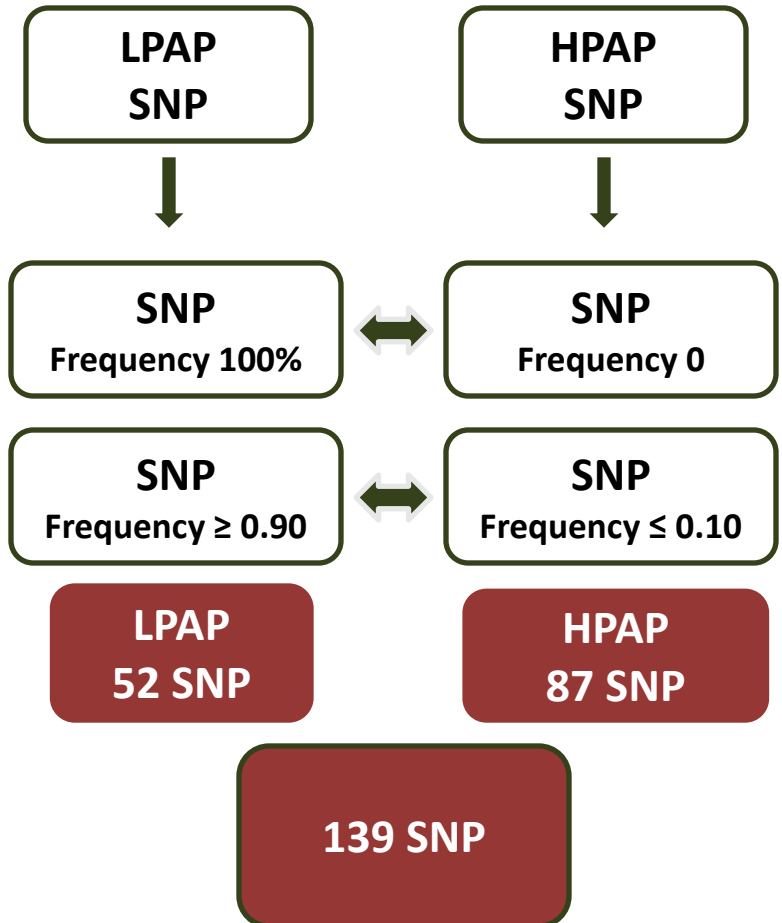 LPAP
SNP
HPAP
SNP
SNP
Frequency 100%
SNP
Frequency 0
SNP
Frequency ≥ 0.90
SNP
Frequency ≤ 0.10
LPAP
52 SNP
HPAP
87 SNP
139 SNP